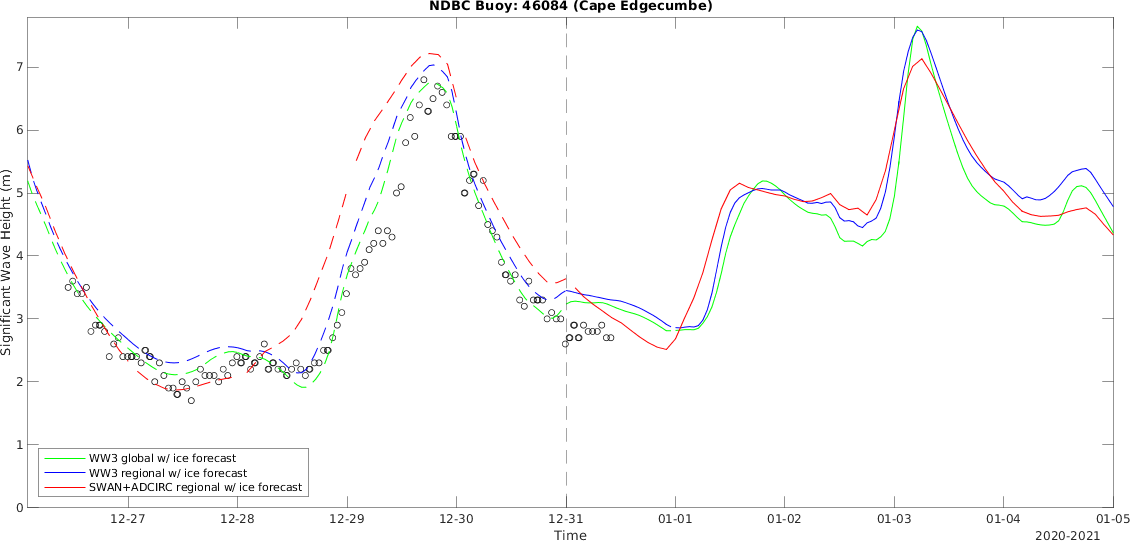 NDBC Buoy: 46084 (Cape Edgecumbe)
Significant Wave Height (m)
7
6
5
4
3
2
1
0
WW3 global w/ ice forecast
WW3 regional w/ ice forecast
SWAN+ADCIRC regional w/ ice forecast
12-27 12-28 12-29 12-30 12-31 01-01 01-02 01-03 01-04 01-05
Time
2020-2021